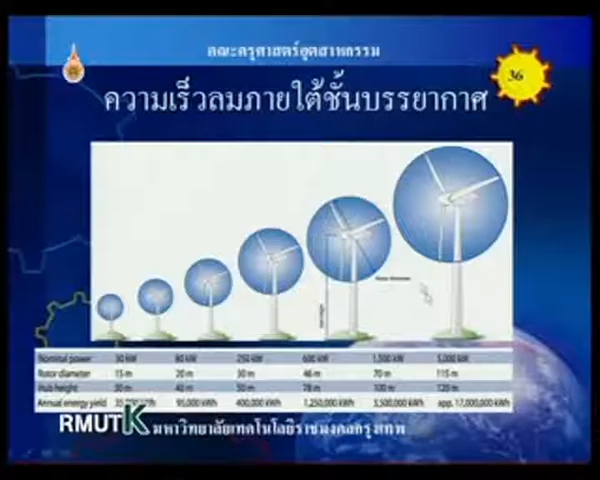 คณะครุศาสตร์อุตสาหกรรม
36
ความเร็วลมภายใต้ชั้นบรรยากาศ
Nominal power 30 kW 80 kW 250 kW 600 kW 1,500 kW 5,000 kW
Rotor diameter 15 m 20 m 30 m 46 m 70 m 115 m
Hub height 30 m 40 m 50 m 78 m 100 m 120 m
Annual energy yield 95,000 kWh 400,000 kWh 1,250,000 kWh 3,500,000 kWh app. 17,000,000 kWh
RMUTK มหาวิทยาลัยเทคโนโลยีราชมงคลกรุงเทพ